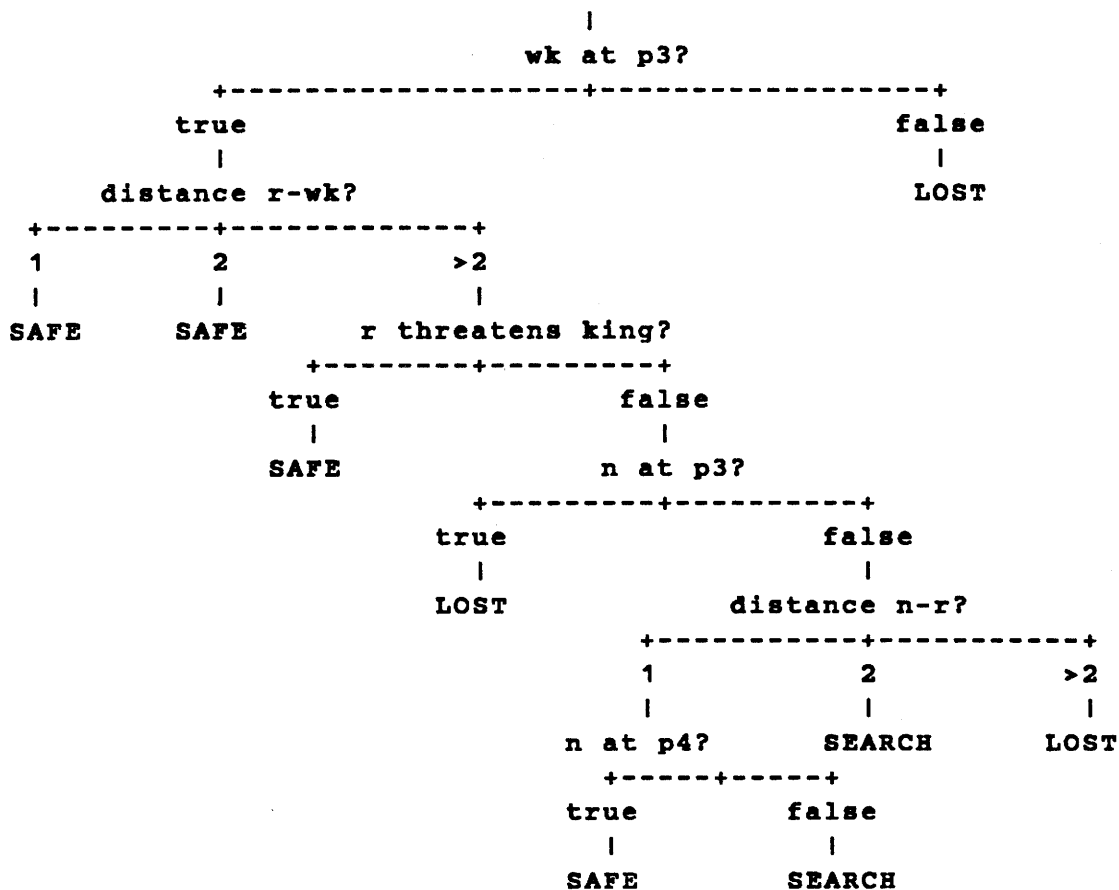 |
wk at p3?
+--------------------+-------------------+
true false
| |
distance r-wk? LOST
+---------+--------------+
1 2 >2
| | |
SAFE SAFE r threatens king?
+--------+---------+
true false
| |
SAFE n at p3?
+---------+----------+
true false
| |
LOST distance n-r?
+-----------+-----------+
1 2 >2
| | |
n at p4? SEARCH LOST
+-----+-----+
true false
| |
SAFE SEARCH